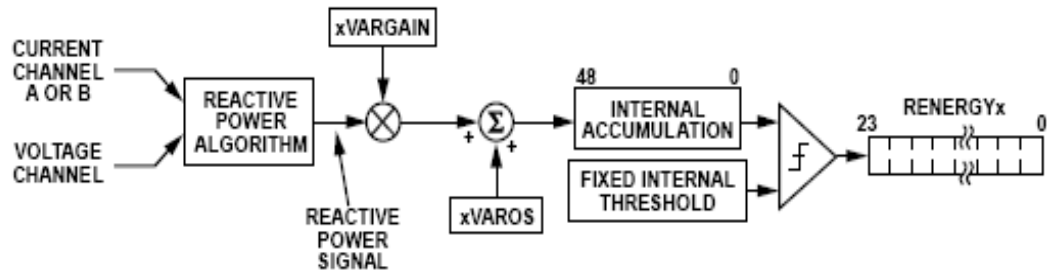 CURRENT
CHANNEL
A OR B
VOLTAGE
CHANNEL
REACTIVE
POWER
ALGORITHM
REACTIVE
POWER
SIGNAL
xVARGAIN
+
Σ
+
xVAROS
48
0
INTERNAL
ACCUMULATION
FIXED INTERNAL
THRESHOLD
RENERGYx
23
0